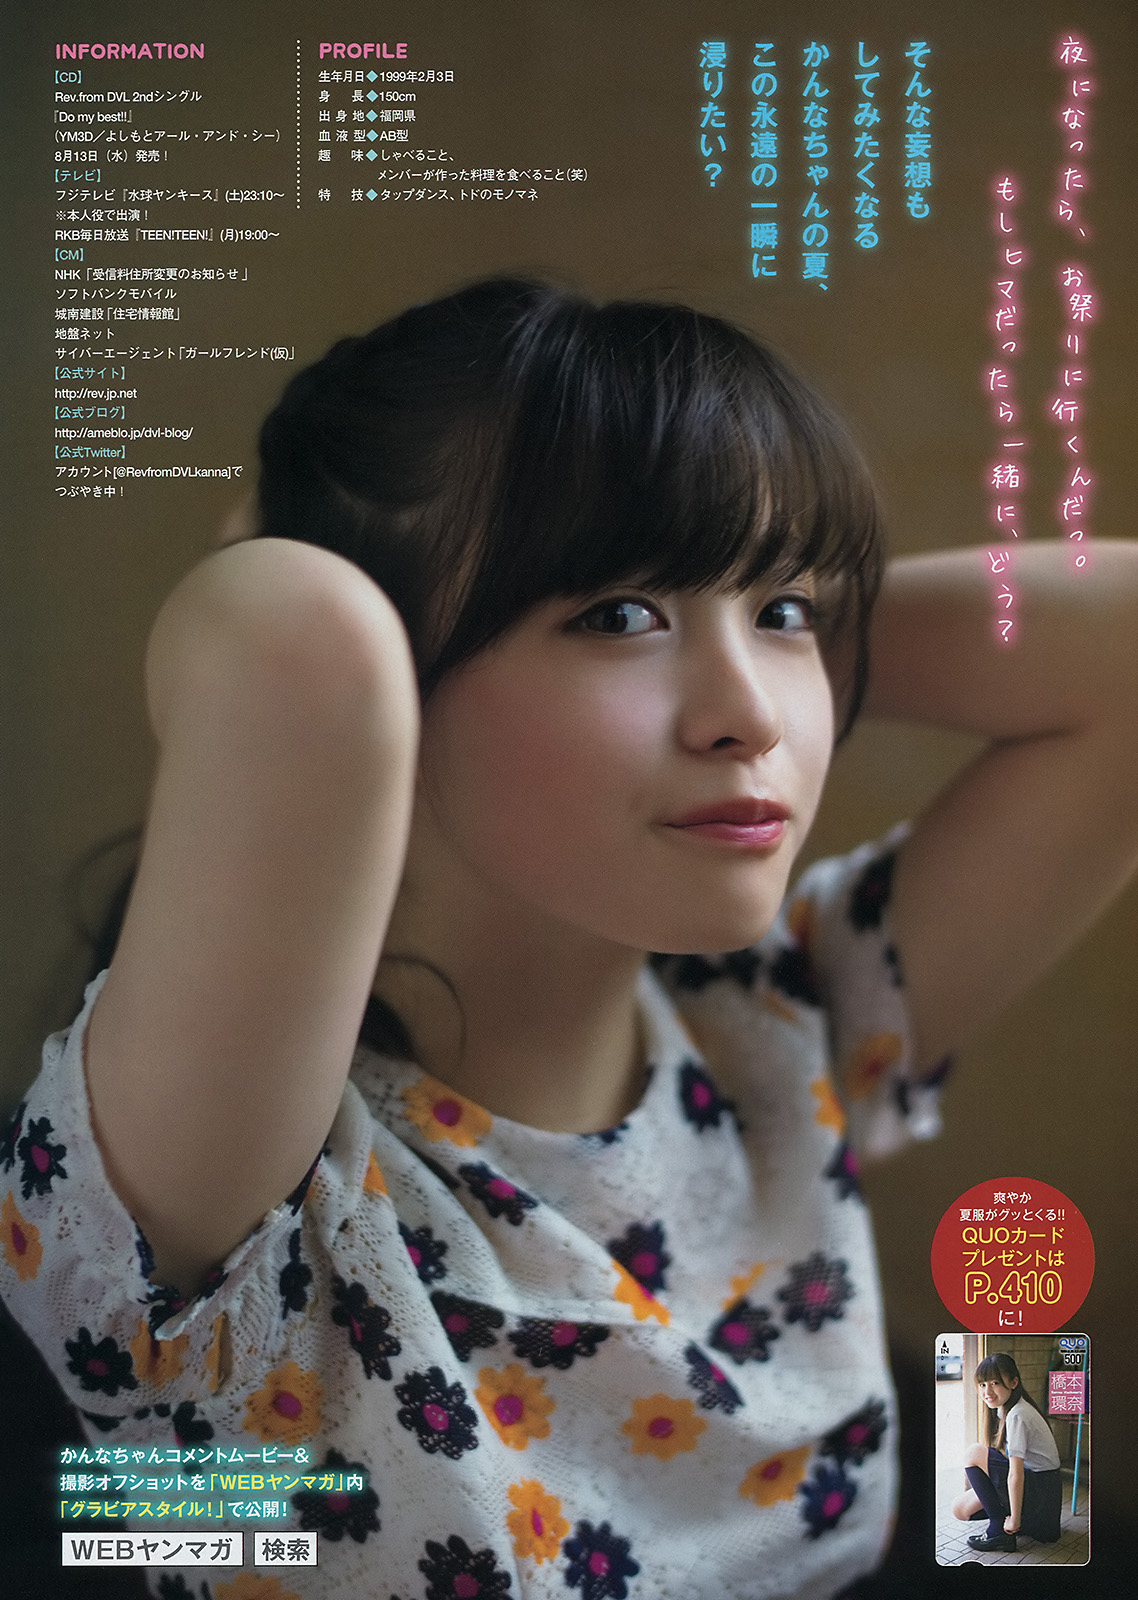 夜になったら、お祭りに行くんだっ。
もしヒマだったら一緒に、どう？
そんな妄想も
してみたくなる
かんなちゃんの夏、
この永遠の一瞬に
浸りたい？
INFORMATION
【CD】
Rev.from DVL 2ndシングル
『Do my best!!』
（YM3D／よしもとアール・アンド・シー）
8月13日（水）発売！
【テレビ】
フジテレビ『水球ヤンキース』(土)23:10〜
※本人役で出演！
RKB毎日放送『TEEN!TEEN!』(月)19:00〜
【CM】
NHK「受信料住所変更のお知らせ」
ソフトバンクモバイル
城南建設「住宅情報館」
地盤ネット
サイバーエージェント「ガールフレンド(仮)」
【公式サイト】
http://rev.jp.net
【公式ブログ】
http://ameblo.jp/dvl-blog/
【公式Twitter】
アカウント[@RevfromDVLkanna]で
つぶやき中！
PROFILE
生年月日◆1999年2月3日
身長◆150cm
出身地◆福岡県
血液型◆AB型
趣味◆しゃべること、
メンバーが作った料理を食べること(笑)
特技◆タップダンス、トドのモノマネ
爽やか
夏服がグッとくる!!
QUOカード
プレゼントは
P.410
に！
IN
QUO
500
橋本
環奈
かんなちゃんコメントムービー＆
撮影オフショットを「WEBヤンマガ」内
「グラビアスタイル！」で公開！
WEBヤンマガ 検索